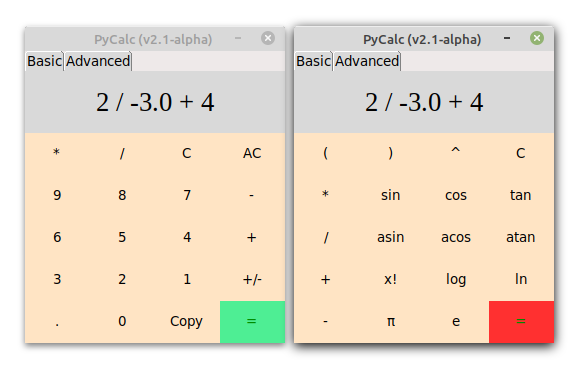 PyCalc (v2.1-alpha)
Basic Advanced
2 / -3.0 + 4
* / C AC
9 8 7 -
6 5 4 +
3 2 1 +/-
. 0 Copy =
PyCalc (v2.1-alpha)
Basic Advanced
2 / -3.0 + 4
( ) ^ C
* sin cos tan
/ asin acos atan
+ x! log ln
- π e =